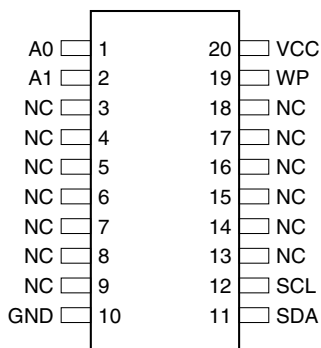 A0 1 20 VCC
A1 2 19 WP
NC 3 18 NC
NC 4 17 NC
NC 5 16 NC
NC 6 15 NC
NC 7 14 NC
NC 8 13 NC
NC 9 12 SCL
GND 10 11 SDA